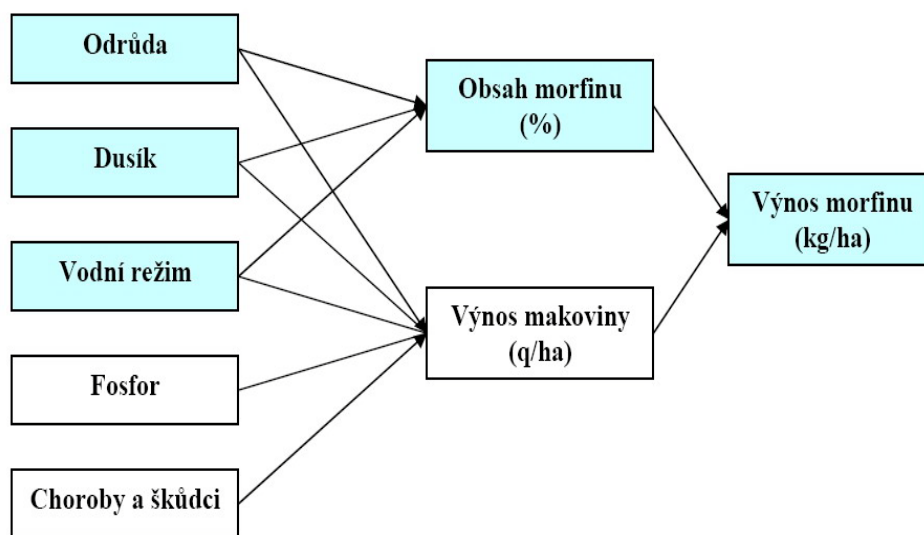 Odrůda
Dusík
Vodní režim
Fosfor
Choroby a škůdci
Obsah morfinu
(%)
Výnos makoviny
(q/ha)
Výnos morfinu
(kg/ha)